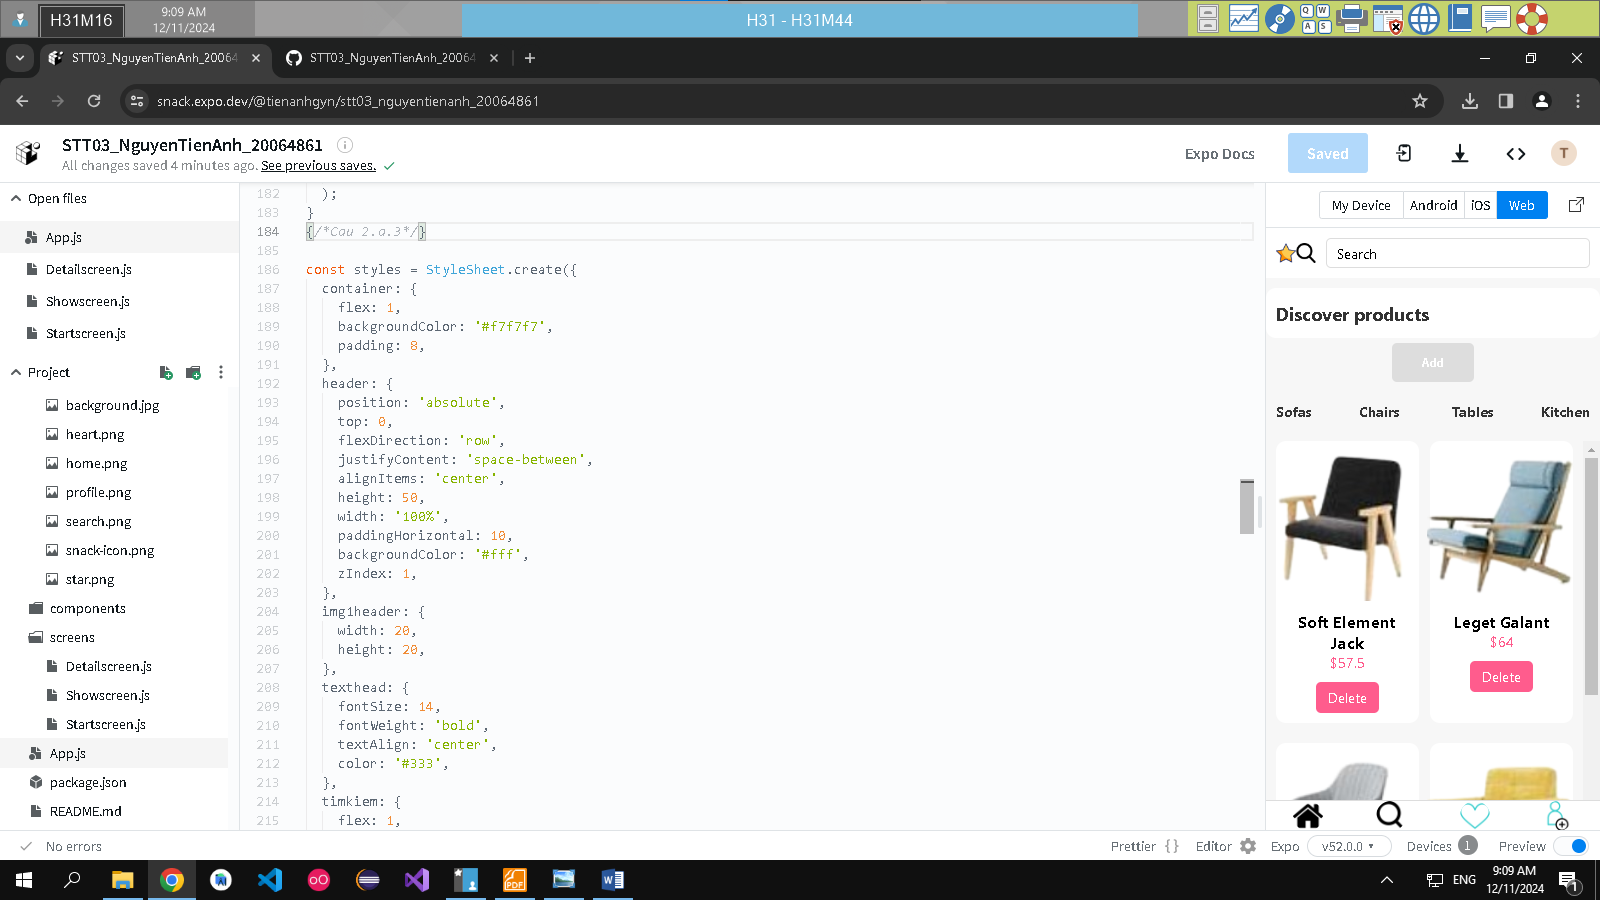 H31M16
9:09 AM
12/11/2024
H31 - H31M44
Q W
A S
STT03_NguyenTienAnh_20064
STT03_NguyenTienAnh_20064
snack.expo.dev/@tienanhgyn/stt03_nguyentienanh_20064861
STT03_NguyenTienAnh_20064861
All changes saved 4 minutes ago. See previous saves.
Expo Docs
Saved
T
Open files
App.js
Detailscreen.js
Showscreen.js
Startscreen.js
Project
background.jpg
heart.png
home.png
profile.png
search.png
snack-icon.png
star.png
components
screens
Detailscreen.js
Showscreen.js
Startscreen.js
App.js
package.json
README.md
182 );
183 }
184 {/*Cau 2.a.3*/}
185
186 const styles = StyleSheet.create({
187 container: {
188 flex: 1,
189 backgroundColor: '#f7f7f7',
190 padding: 8,
191 },
192 header: {
193 position: 'absolute',
194 top: 0,
195 flexDirection: 'row',
196 justifyContent: 'space-between',
197 alignItems: 'center',
198 height: 50,
199 width: '100%',
200 paddingHorizontal: 10,
201 backgroundColor: '#fff',
202 zIndex: 1,
203 },
204 img1header: {
205 width: 20,
206 height: 20,
207 },
208 texthead: {
209 fontSize: 14,
210 fontWeight: 'bold',
211 textAlign: 'center',
212 color: '#333',
213 },
214 timkiem: {
215 flex: 1,
My Device
Android
iOS
Web
Search
Discover products
Add
Sofas
Chairs
Tables
Kitchen
Soft Element Jack
$57.5
Delete
Leget Galant
$64
Delete
No errors
Prettier { }
Editor
Expo
v52.0.0
Devices 1
Preview
PDF
ENG
9:09 AM
12/11/2024
1